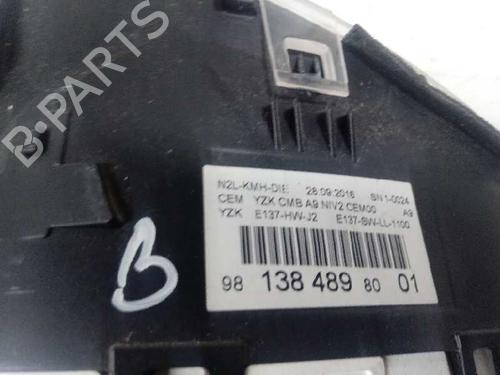 B-PARTS
N2L-KMH-DIE 28.09.2016 SN 1-0024
CEM YZK CMB A9 NIV2 CEM00 A9
YZK E137-HW-J2 E137-SW-LL-1100
98 138 489 80 01
B